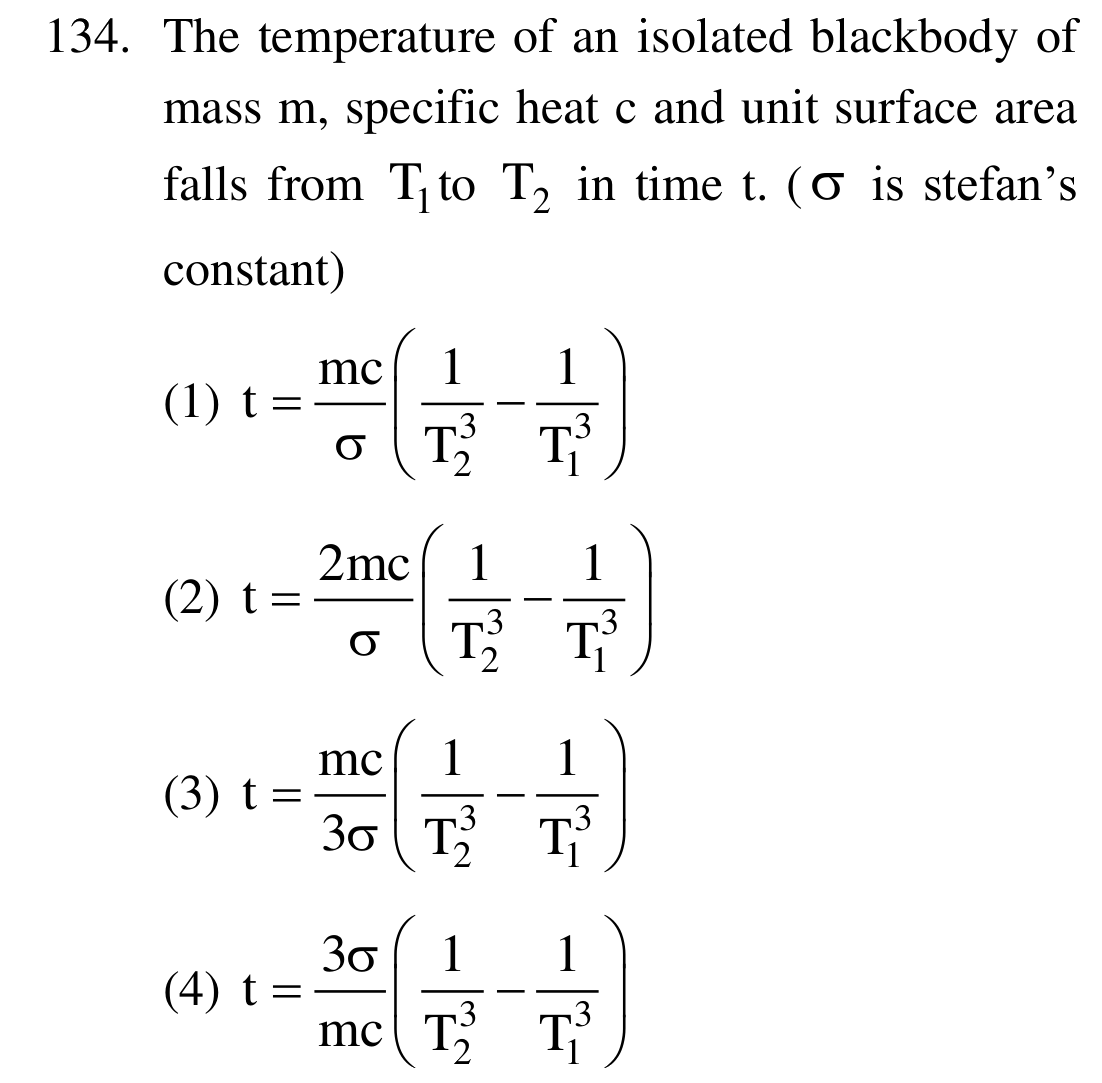 134. The temperature of an isolated blackbody of
mass m, specific heat c and unit surface area
falls from T₁ to T₂ in time t. (σ is stefan’s
constant)
(1) t = mc/σ (1/T₂³ − 1/T₁³)
(2) t = 2mc/σ (1/T₂³ − 1/T₁³)
(3) t = mc/3σ (1/T₂³ − 1/T₁³)
(4) t = 3σ/mc (1/T₂³ − 1/T₁³)